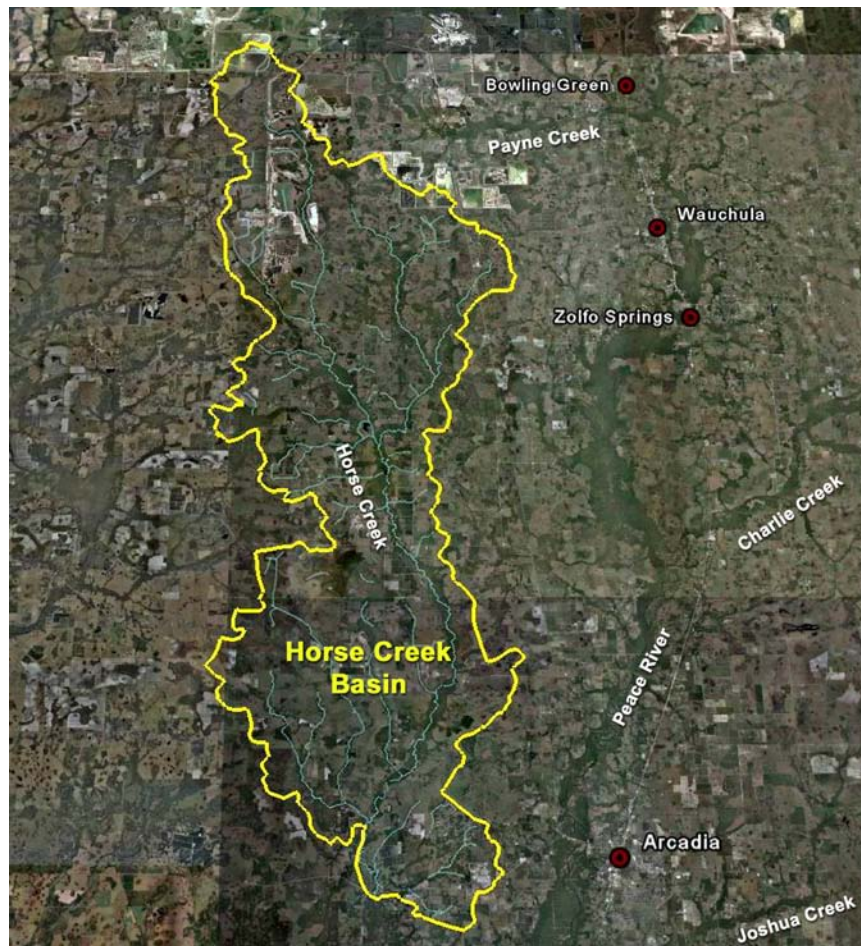 Bowling Green
Payne Creek
Wauchula
Zolfo Springs
Horse Creek
Charlie Creek
Horse Creek
Basin
Peace River
Arcadia
Joshua Creek